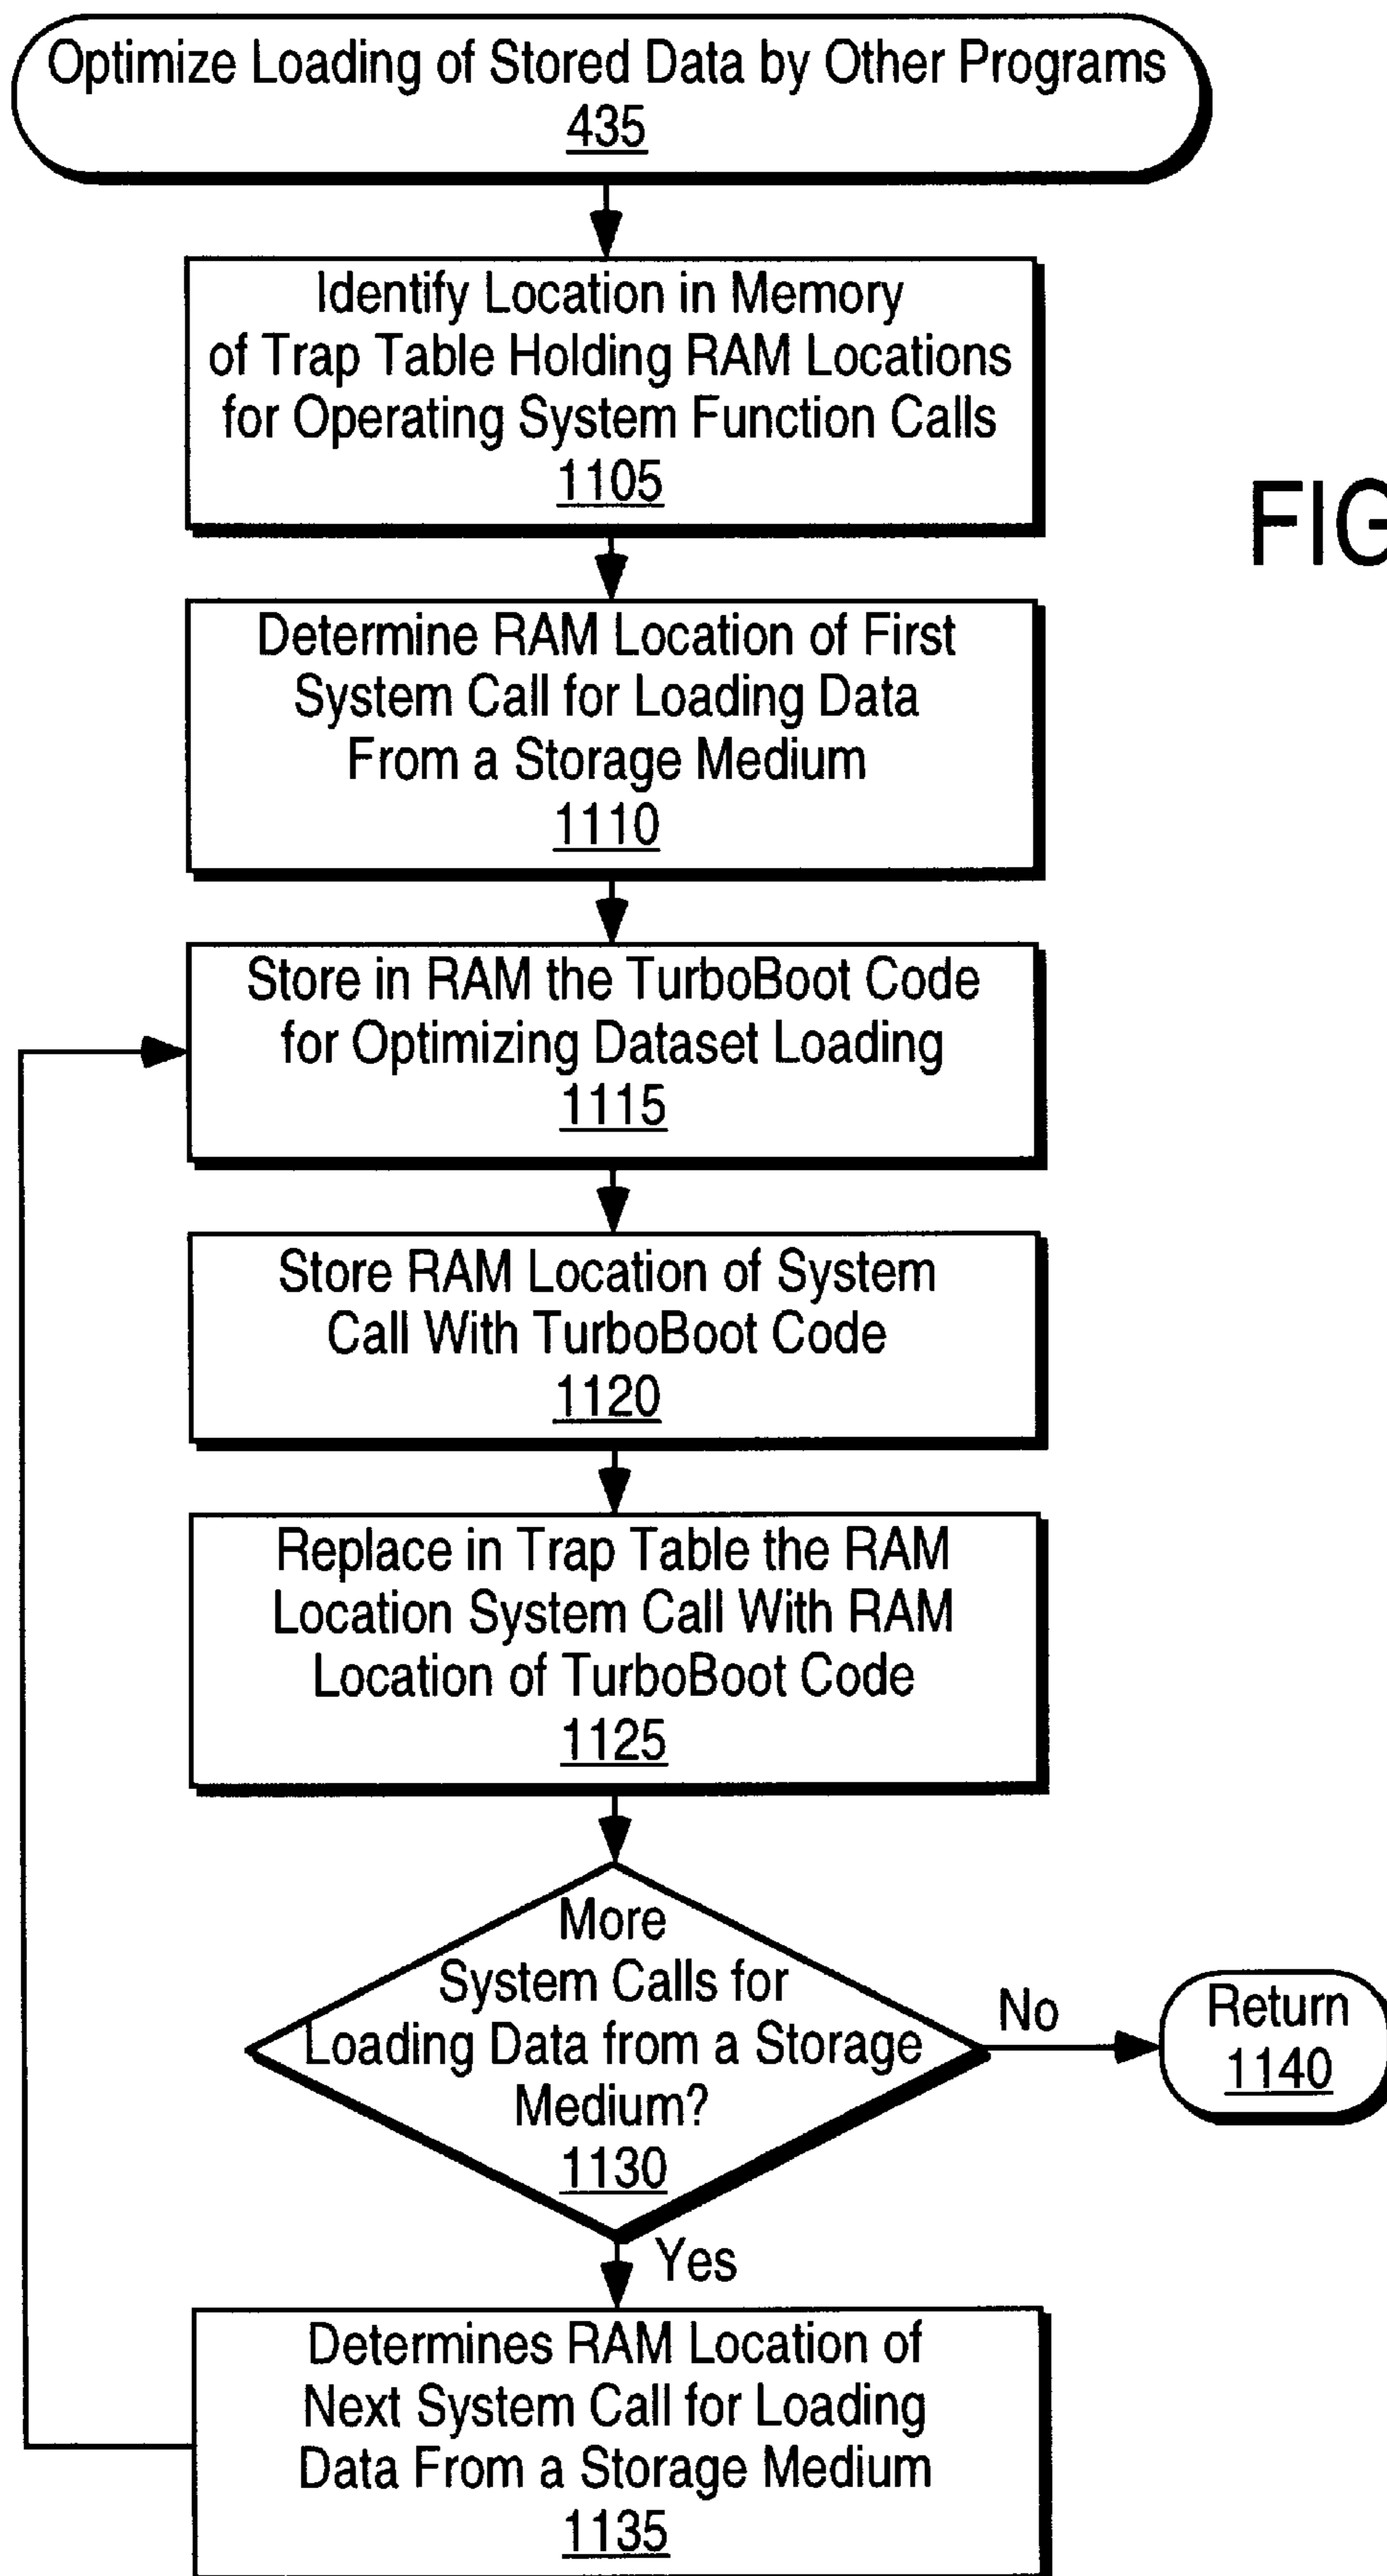 Optimize Loading of Stored Data by Other Programs
435
Identify Location in Memory
of Trap Table Holding RAM Locations
for Operating System Function Calls
1105
FIG
Determine RAM Location of First
System Call for Loading Data
From a Storage Medium
1110
Store in RAM the TurboBoot Code
for Optimizing Dataset Loading
1115
Store RAM Location of System
Call With TurboBoot Code
1120
Replace in Trap Table the RAM
Location System Call With RAM
Location of TurboBoot Code
1125
More
System Calls for
Loading Data from a Storage
Medium?
1130
No
Return
1140
Yes
Determines RAM Location of
Next System Call for Loading
Data From a Storage Medium
1135